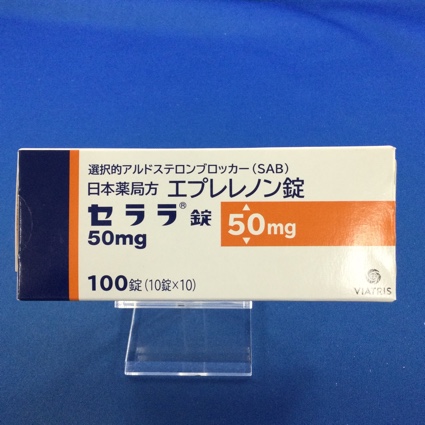 選択的アルドステロンブロッカー(SAB)
日本薬局方 エプレレノン錠
セララ®錠
50mg
50mg
100錠(10錠×10)
VIATRIS